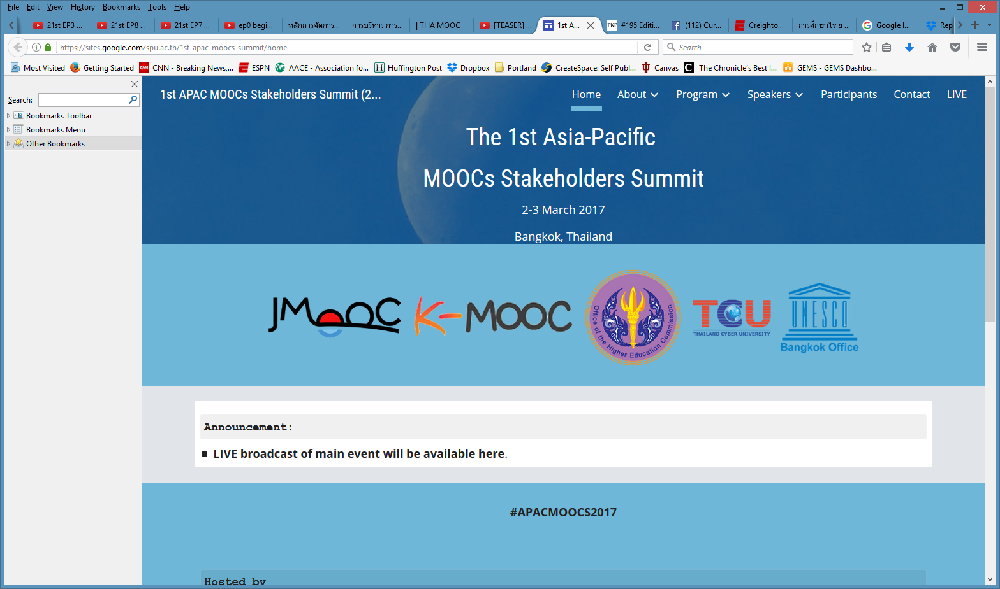 File Edit View History Bookmarks Tools Help
21st EP3 ... 21st EP8 ... 21st EP7 ... ep0 begi... หลักการจัดการ... การบริหาร กา... | THAIMOOC [TEASER] ... 1st A... PKP #195 Editi... (112) Cur... Creighto... การศึกษาไทย ... Google I... Rep
https://sites.google.com/spu.ac.th/1st-apac-moocs-summit/home Search
Most Visited Getting Started CNN CNN - Breaking News,... ESPN AACE - Association fo... Huffington Post Dropbox Portland CreateSpace: Self Publ... Canvas The Chronicle's Best I... GEMS - GEMS Dashbo...
Search:
Bookmarks Toolbar
Bookmarks Menu
Other Bookmarks
1st APAC MOOCs Stakeholders Summit (2... Home About Program Speakers Participants Contact LIVE
The 1st Asia-Pacific
MOOCs Stakeholders Summit
2-3 March 2017
Bangkok, Thailand
JMOOC K-MOOC
Office of the Higher Education Commission
TCU
THAILAND CYBER UNIVERSITY
UNESCO
Bangkok Office
Announcement:
LIVE broadcast of main event will be available here.
#APACMOOCS2017
Hosted by